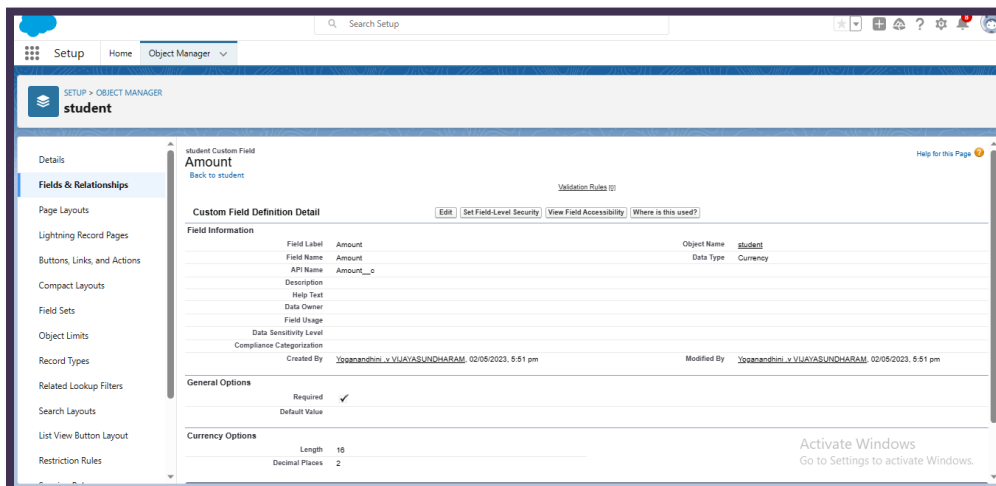 Search Setup
8
Setup Home Object Manager
SETUP > OBJECT MANAGER
student
Details
Fields & Relationships
Page Layouts
Lightning Record Pages
Buttons, Links, and Actions
Compact Layouts
Field Sets
Object Limits
Record Types
Related Lookup Filters
Search Layouts
List View Button Layout
Restriction Rules
student Custom Field
Amount
Back to student
Help for this Page
Validation Rules [0]
Custom Field Definition Detail Edit Set Field-Level Security View Field Accessibility Where is this used?
Field Information
Field Label Amount Object Name student
Field Name Amount Data Type Currency
API Name Amount__c
Description
Help Text
Data Owner
Field Usage
Data Sensitivity Level
Compliance Categorization
Created By Yoganandhini .v VIJAYASUNDHARAM, 02/05/2023, 5:51 pm Modified By Yoganandhini .v VIJAYASUNDHARAM, 02/05/2023, 5:51 pm
General Options
Required
Default Value
Currency Options
Length 16
Decimal Places 2
Activate Windows
Go to Settings to activate Windows.